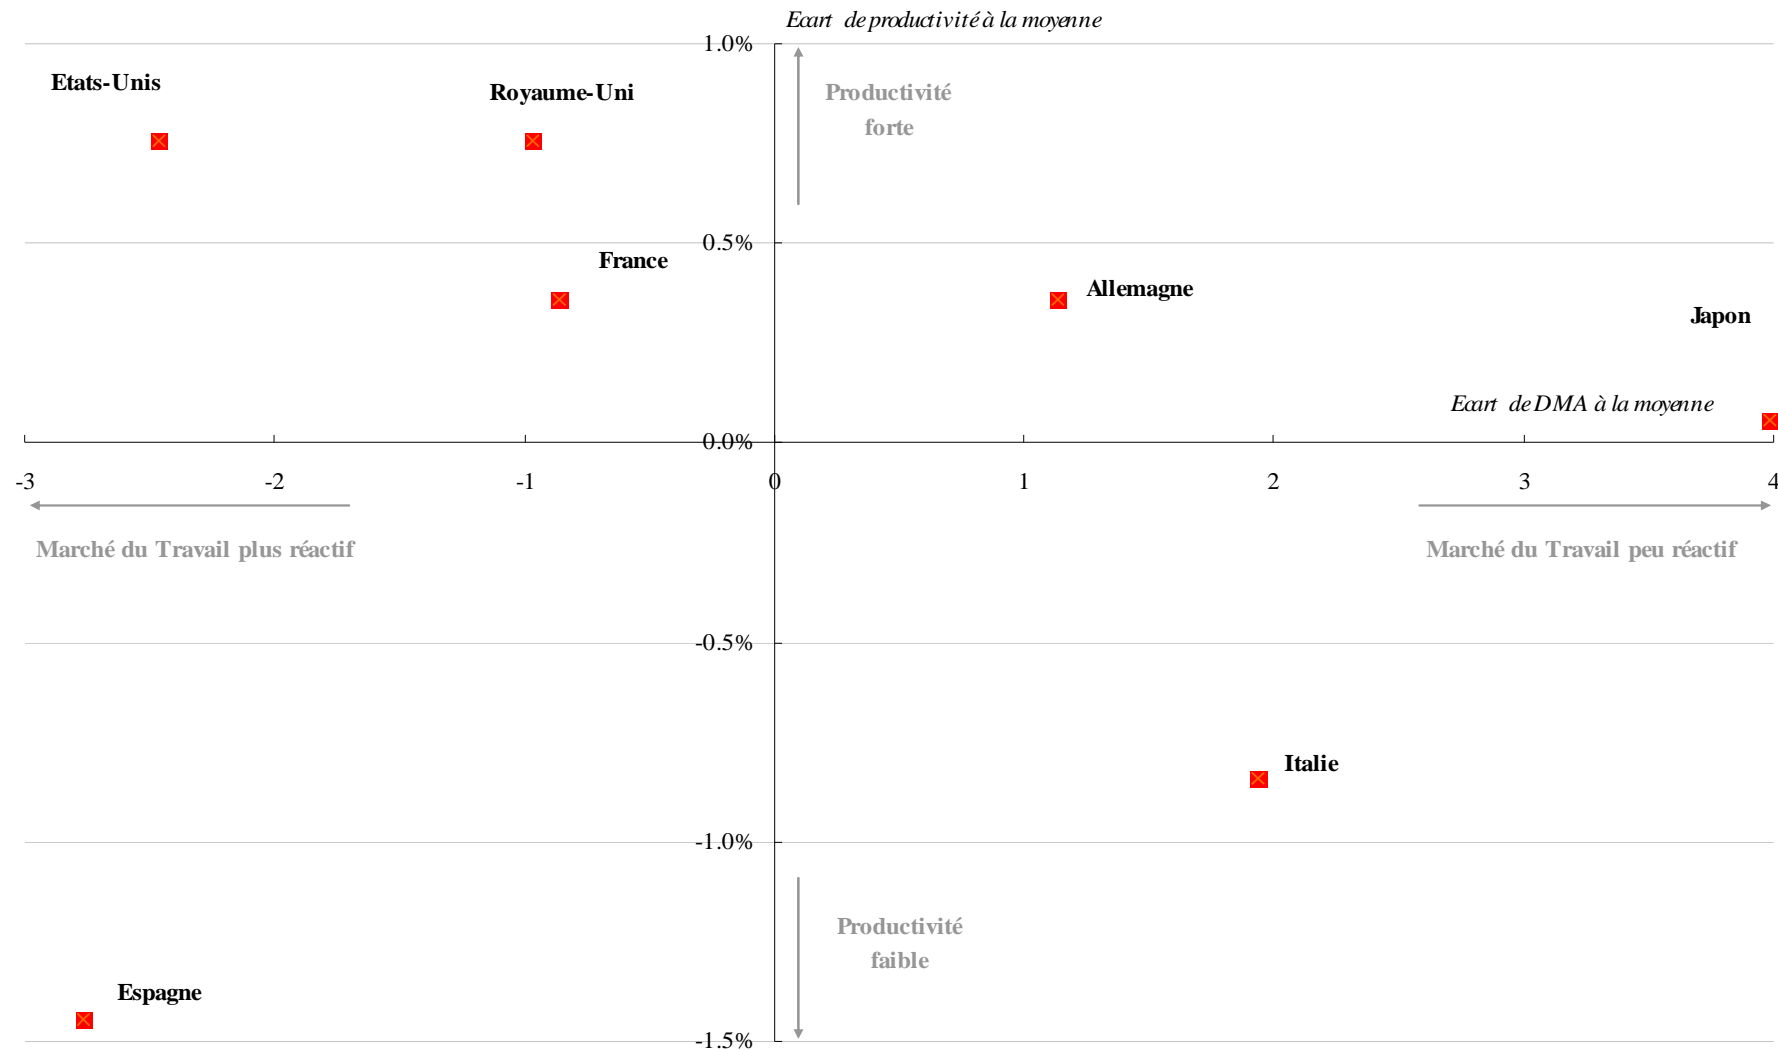 Ecart de productivité à la moyenne
1.0%
Etats-Unis
Royaume-Uni
Productivité
forte
0.5%
France
Allemagne
Japon
Ecart de DMA à la moyenne
0.0%
-3 -2 -1 0 1 2 3 4
Marché du Travail plus réactif
Marché du Travail peu réactif
-0.5%
Italie
-1.0%
Productivité
faible
Espagne
-1.5%